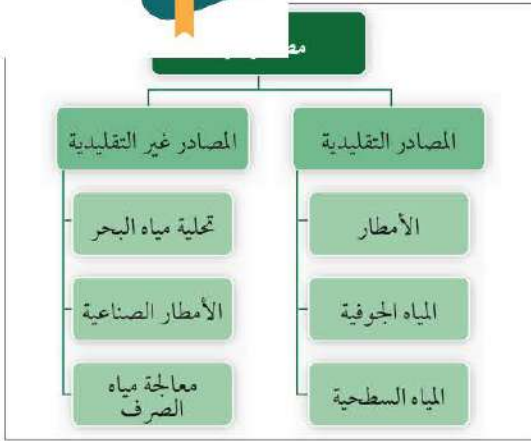 المصادر التقليدية
المصادر غير التقليدية
الأمطار
تحلية مياه البحر
المياه الجوفية
الأمطار الصناعية
المياه السطحية
معالجة مياه
الصرف